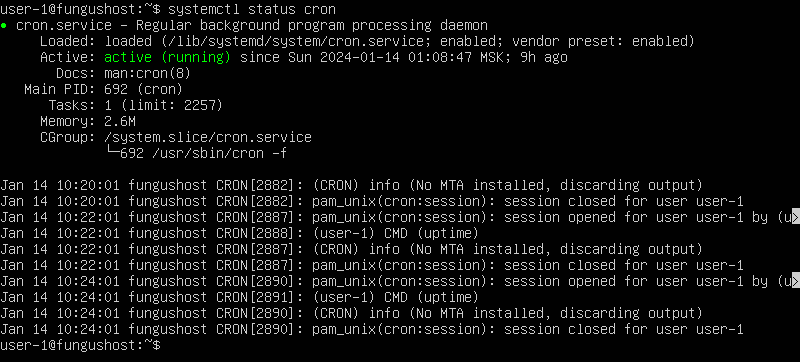 user-1@fungushost:~$ systemctl status cron
● cron.service - Regular background program processing daemon
Loaded: loaded (/lib/systemd/system/cron.service; enabled; vendor preset: enabled)
Active: active (running) since Sun 2024-01-14 01:08:47 MSK; 9h ago
Docs: man:cron(8)
Main PID: 692 (cron)
Tasks: 1 (limit: 2257)
Memory: 2.6M
CGroup: /system.slice/cron.service
└─692 /usr/sbin/cron -f
Jan 14 10:20:01 fungushost CRON[2882]: (CRON) info (No MTA installed, discarding output)
Jan 14 10:20:01 fungushost CRON[2882]: pam_unix(cron:session): session closed for user user-1
Jan 14 10:22:01 fungushost CRON[2887]: pam_unix(cron:session): session opened for user user-1 by (u>
Jan 14 10:22:01 fungushost CRON[2888]: (user-1) CMD (uptime)
Jan 14 10:22:01 fungushost CRON[2887]: (CRON) info (No MTA installed, discarding output)
Jan 14 10:22:01 fungushost CRON[2887]: pam_unix(cron:session): session closed for user user-1
Jan 14 10:24:01 fungushost CRON[2890]: pam_unix(cron:session): session opened for user user-1 by (u>
Jan 14 10:24:01 fungushost CRON[2891]: (user-1) CMD (uptime)
Jan 14 10:24:01 fungushost CRON[2890]: (CRON) info (No MTA installed, discarding output)
Jan 14 10:24:01 fungushost CRON[2890]: pam_unix(cron:session): session closed for user user-1
user-1@fungushost:~$